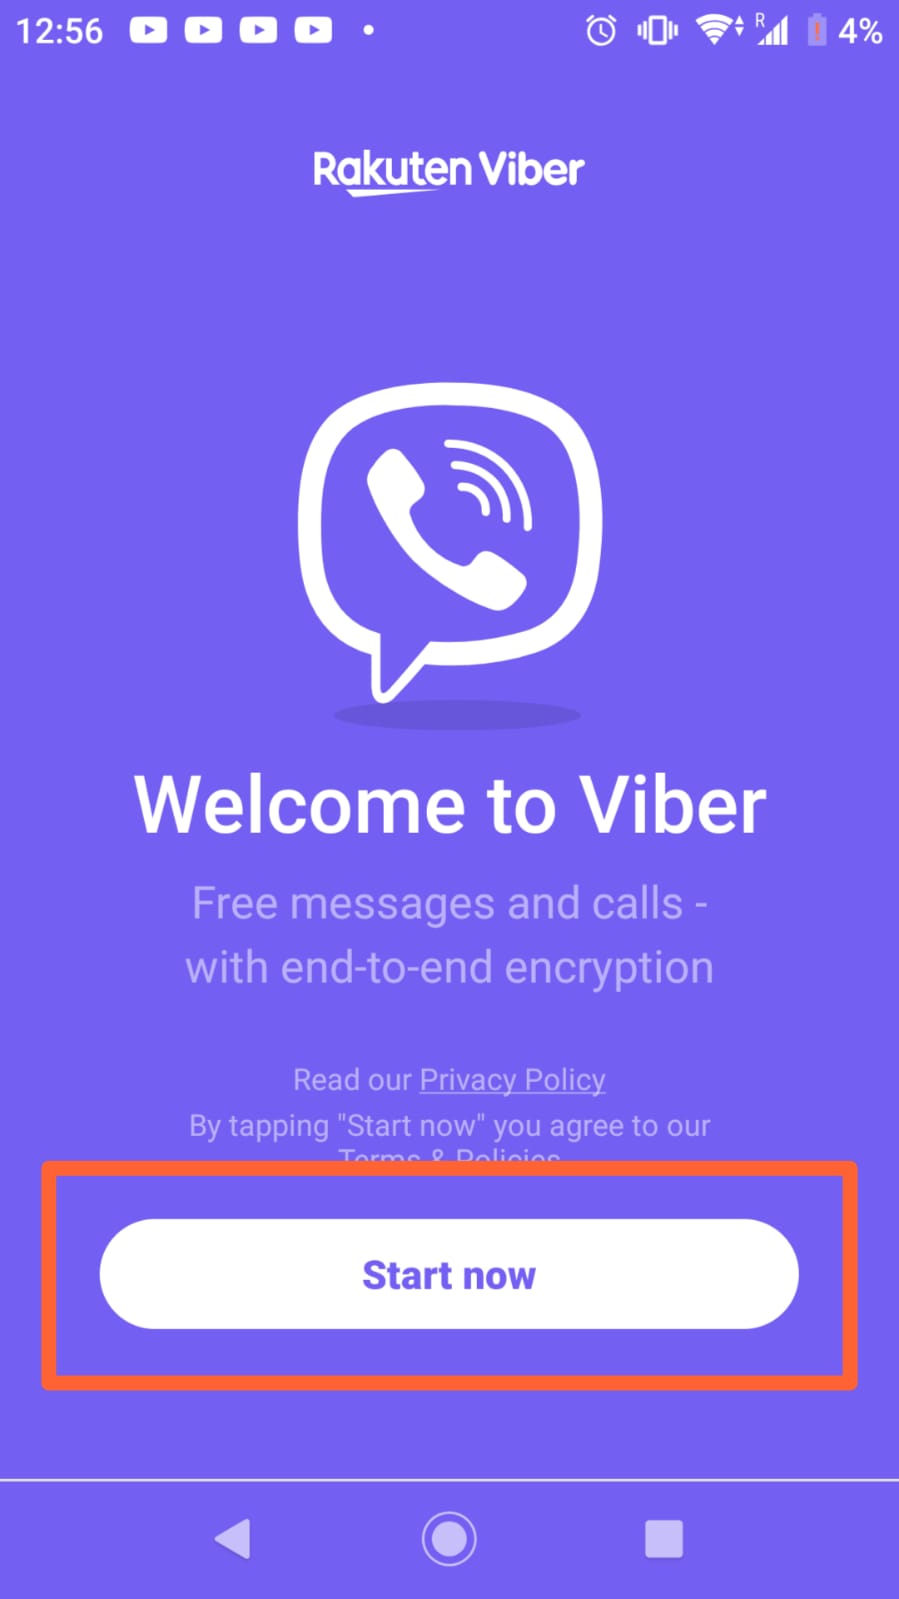 12:56 R 4%
Rakuten Viber
Welcome to Viber
Free messages and calls -
with end-to-end encryption
Read our Privacy Policy
By tapping "Start now" you agree to our
Terms & Policies
Start now